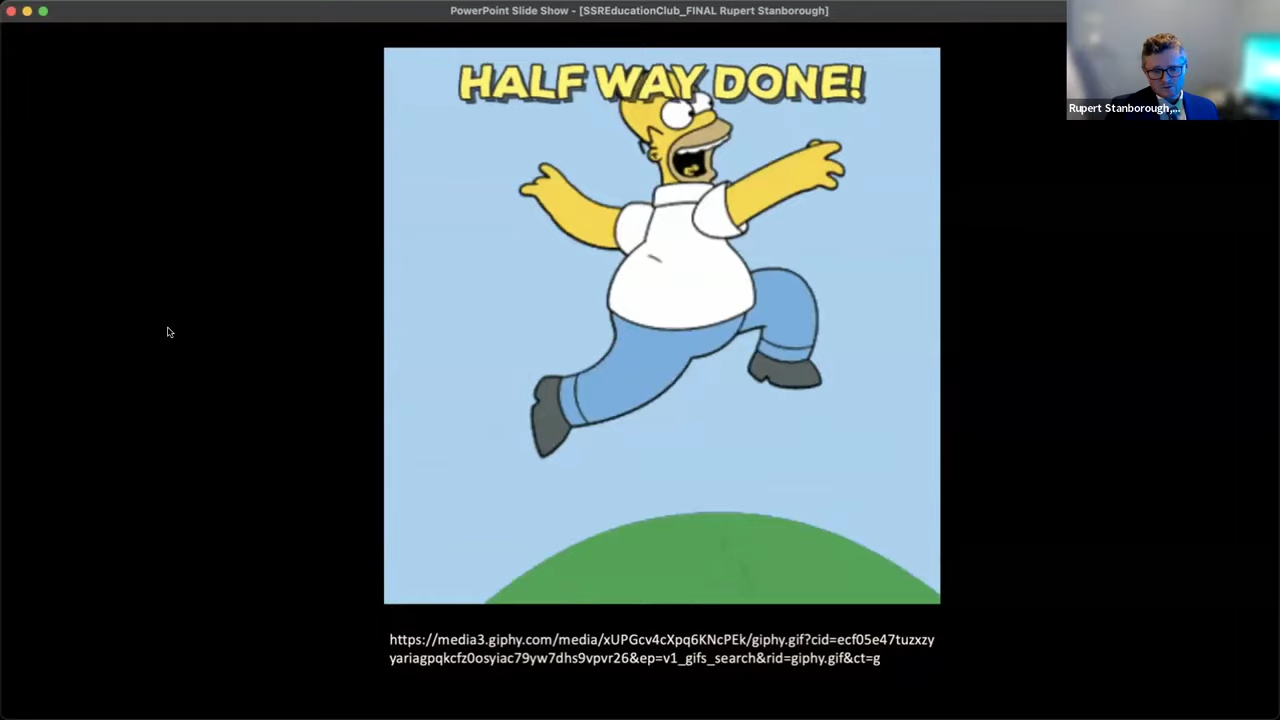 PowerPoint Slide Show - [SSREducationClub_FINAL Rupert Stanborough]
HALF WAY DONE!
Rupert Stanborough,...
https://media3.giphy.com/media/xUPGcv4cXpq6KNcPEk/giphy.gif?cid=ecf05e47tuzxzy
yariagpqkcfz0osyiac79yw7dhs9vpvr26&ep=v1_gifs_search&rid=giphy.gif&ct=g